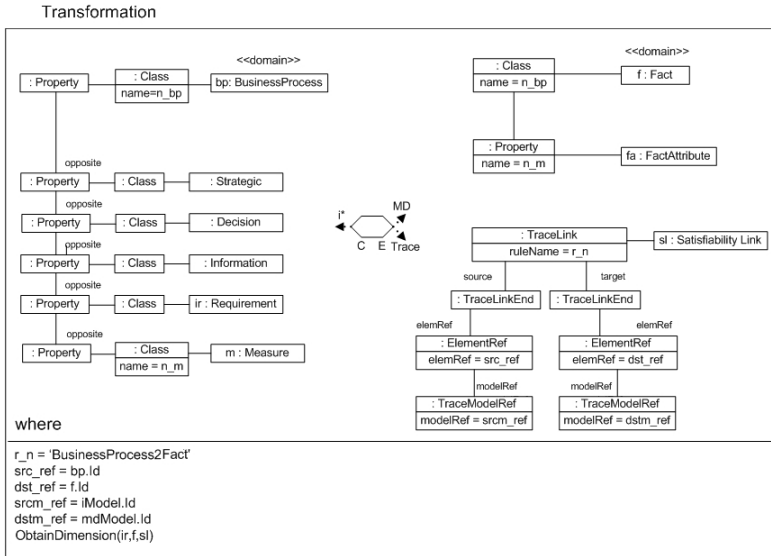 Transformation
<<domain>>
: Property
: Class
name=n_bp
bp: BusinessProcess
opposite
: Property
: Class
: Strategic
opposite
: Property
: Class
: Decision
opposite
: Property
: Class
: Information
opposite
: Property
: Class
ir : Requirement
opposite
: Property
: Class
name = n_m
m : Measure
i*
MD
C
E
Trace
<<domain>>
: Class
name = n_bp
f : Fact
: Property
name = n_m
fa : FactAttribute
: TraceLink
ruleName = r_n
sl : Satisfiability Link
source
target
: TraceLinkEnd
: TraceLinkEnd
elemRef
elemRef
: ElementRef
elemRef = src_ref
: ElementRef
elemRef = dst_ref
modelRef
modelRef
: TraceModelRef
modelRef = srcm_ref
: TraceModelRef
modelRef = dstm_ref
where
r_n = 'BusinessProcess2Fact'
src_ref = bp.Id
dst_ref = f.Id
srcm_ref = iModel.Id
dstm_ref = mdModel.Id
ObtainDimension(ir,f,sl)